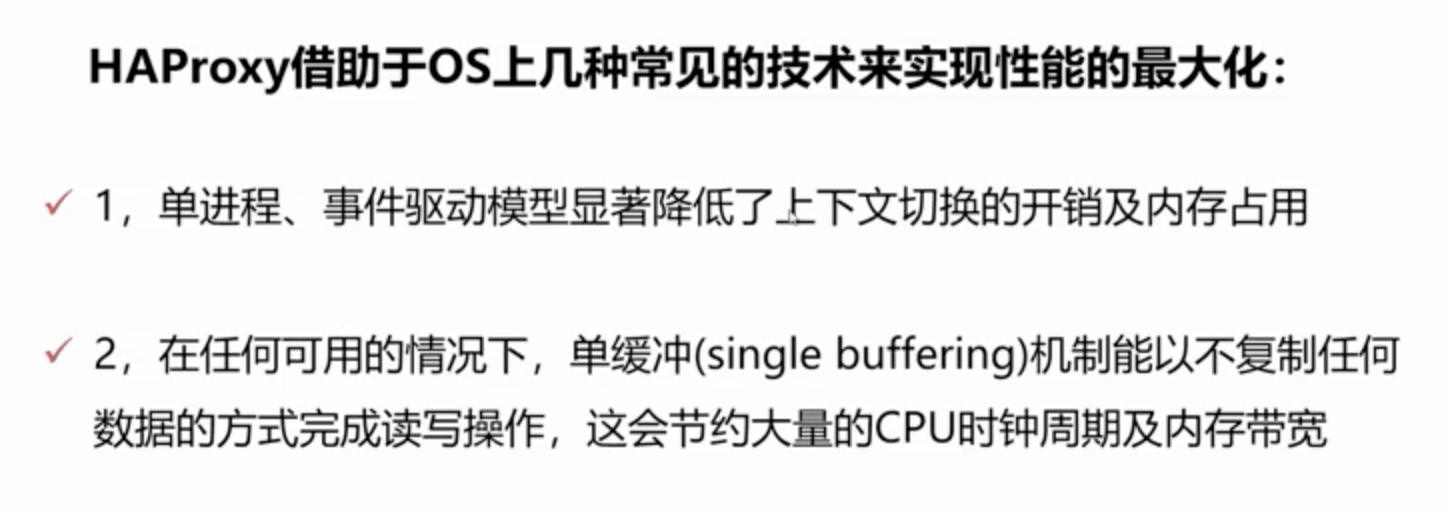 HAProxy借助于OS上几种常见的技术来实现性能的最大化：
1，单进程、事件驱动模型显著降低了上下文切换的开销及内存占用
2，在任何可用的情况下，单缓冲(single buffering)机制能以不复制任何
数据的方式完成读写操作，这会节约大量的CPU时钟周期及内存带宽